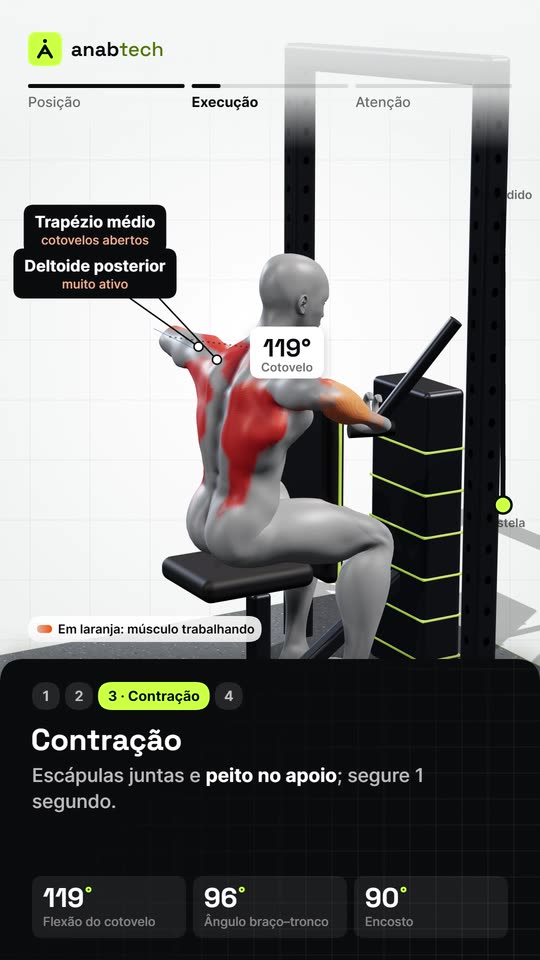 anabtech
Posição
Execução
Atenção
dido
Trapézio médio
cotovelos abertos
Deltoide posterior
muito ativo
119°
Cotovelo
stela
Em laranja: músculo trabalhando
1
2
3 · Contração
4
Contração
Escápulas juntas e peito no apoio; segure 1
segundo.
119°
Flexão do cotovelo
96°
Ângulo braço–tronco
90°
Encosto